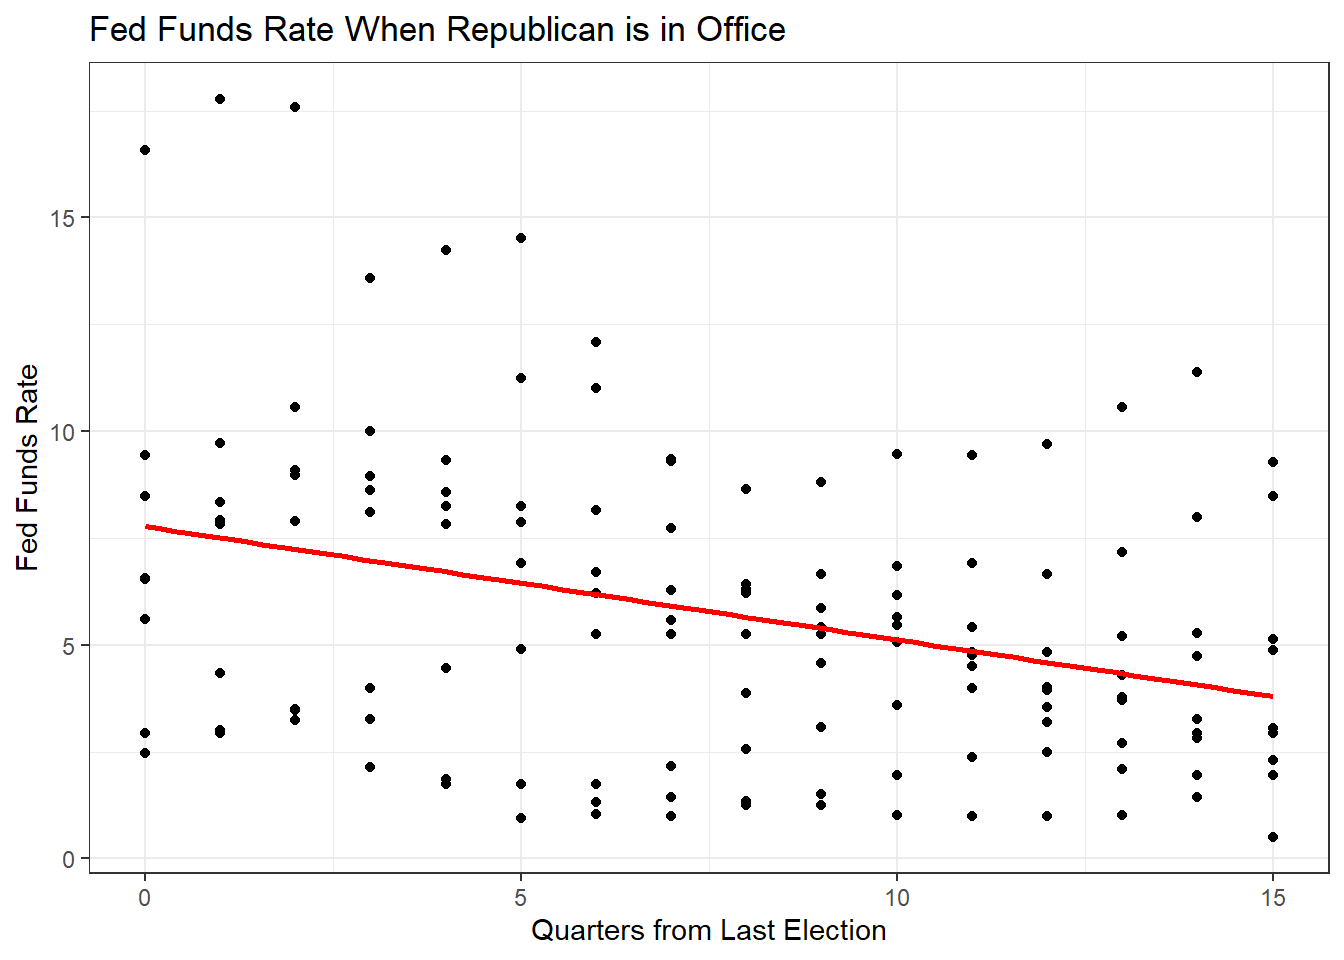 Fed Funds Rate When Republican is in Office
15
10
5
0
Fed Funds Rate
0 5 10 15
Quarters from Last Election